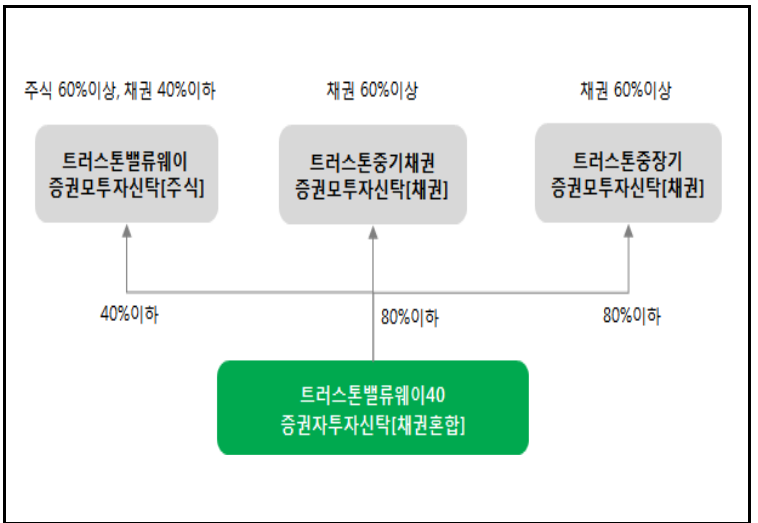 주식 60%이상, 채권 40%이하
채권 60%이상
채권 60%이상
트러스톤밸류웨이
증권모투자신탁[주식]
트러스톤중기채권
증권모투자신탁[채권]
트러스톤중장기
증권모투자신탁[채권]
40%이하
80%이하
80%이하
트러스톤밸류웨이40
증권자투자신탁[채권혼합]